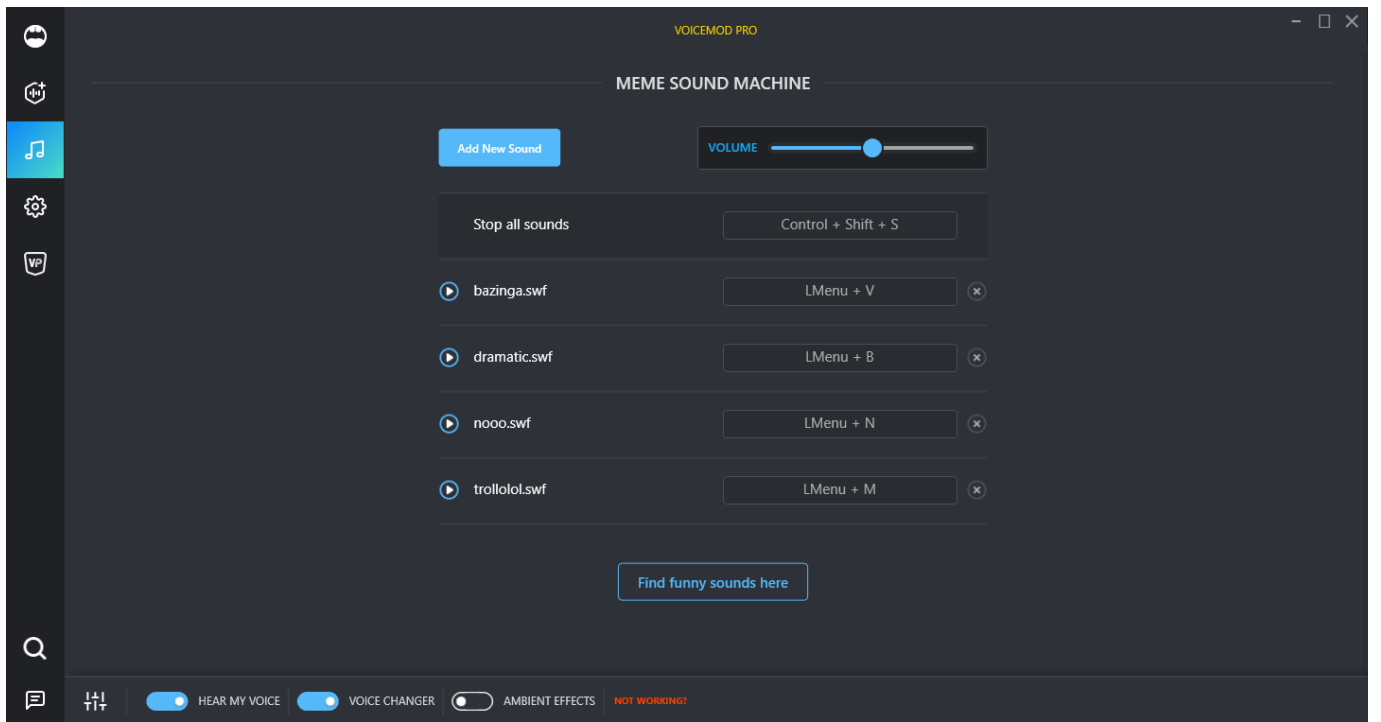 VOICEMOD PRO
MEME SOUND MACHINE
Add New Sound
VOLUME
Stop all sounds Control + Shift + S
bazinga.swf LMenu + V
dramatic.swf LMenu + B
nooo.swf LMenu + N
trollolol.swf LMenu + M
Find funny sounds here
VP
HEAR MY VOICE VOICE CHANGER AMBIENT EFFECTS NOT WORKING?